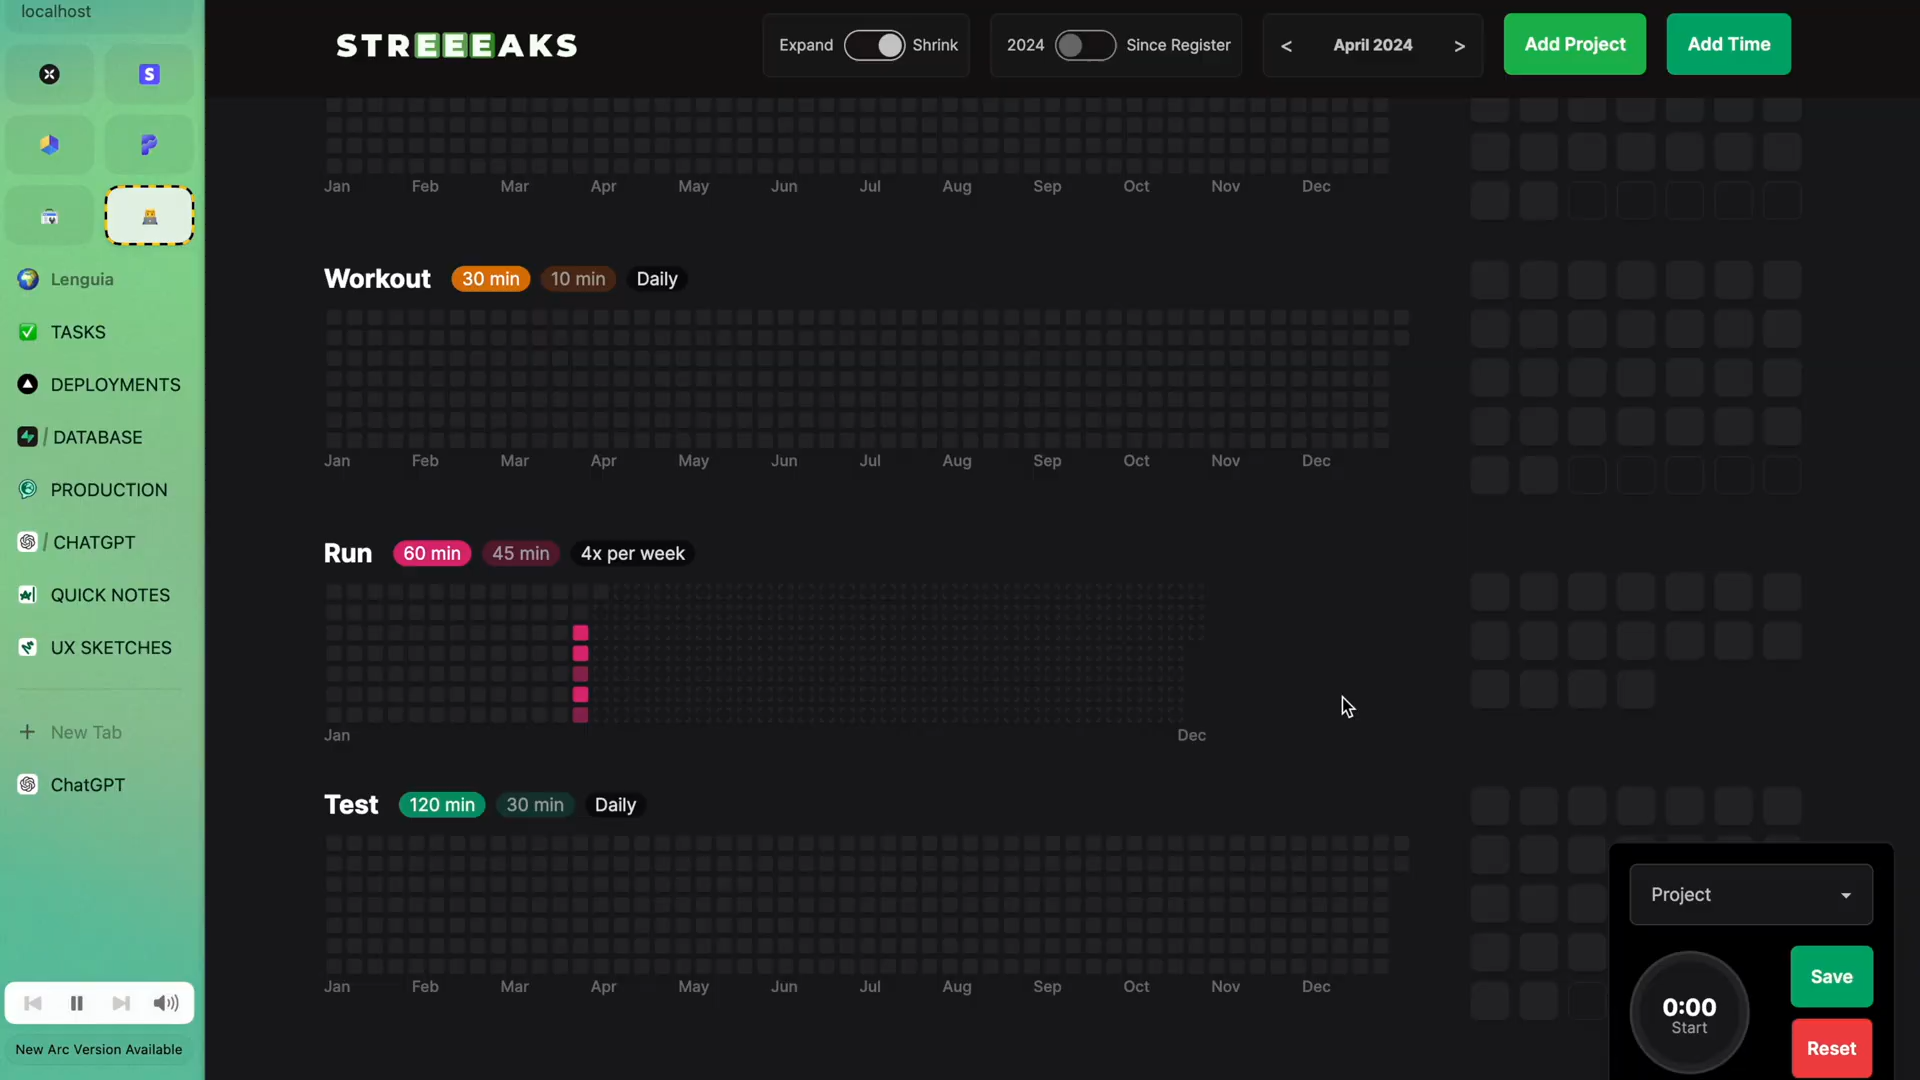 localhost
STREEEAKS
Expand Shrink
2024 Since Register
< April 2024 >
Add Project
Add Time
S
Lenguia
TASKS
DEPLOYMENTS
/ DATABASE
PRODUCTION
/ CHATGPT
QUICK NOTES
UX SKETCHES
+ New Tab
ChatGPT
New Arc Version Available
Jan Feb Mar Apr May Jun Jul Aug Sep Oct Nov Dec
Workout 30 min 10 min Daily
Jan Feb Mar Apr May Jun Jul Aug Sep Oct Nov Dec
Run 60 min 45 min 4x per week
Jan Dec
Test 120 min 30 min Daily
Jan Feb Mar Apr May Jun Jul Aug Sep Oct Nov Dec
Project
0:00
Start
Save
Reset